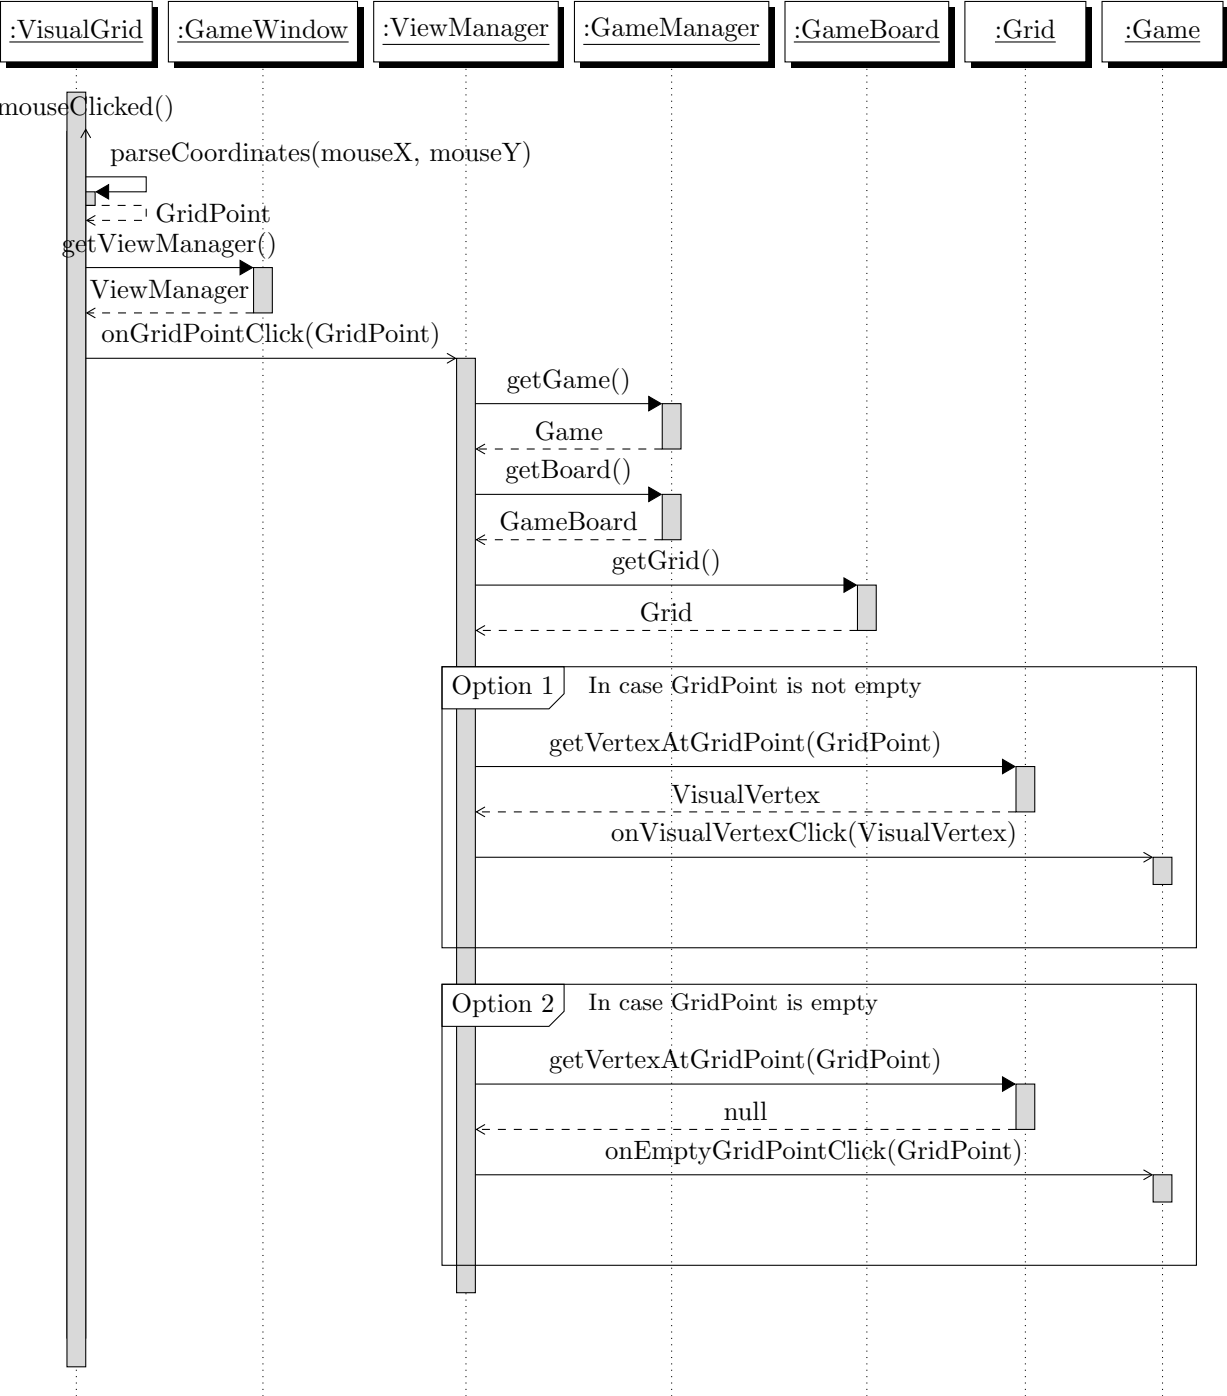 :VisualGrid :GameWindow :ViewManager :GameManager :GameBoard :Grid :Game
mouseClicked()
parseCoordinates(mouseX, mouseY)
GridPoint
getViewManager()
ViewManager
onGridPointClick(GridPoint)
getGame()
Game
getBoard()
GameBoard
getGrid()
Grid
Option 1 In case GridPoint is not empty
getVertexAtGridPoint(GridPoint)
VisualVertex
onVisualVertexClick(VisualVertex)
Option 2 In case GridPoint is empty
getVertexAtGridPoint(GridPoint)
null
onEmptyGridPointClick(GridPoint)